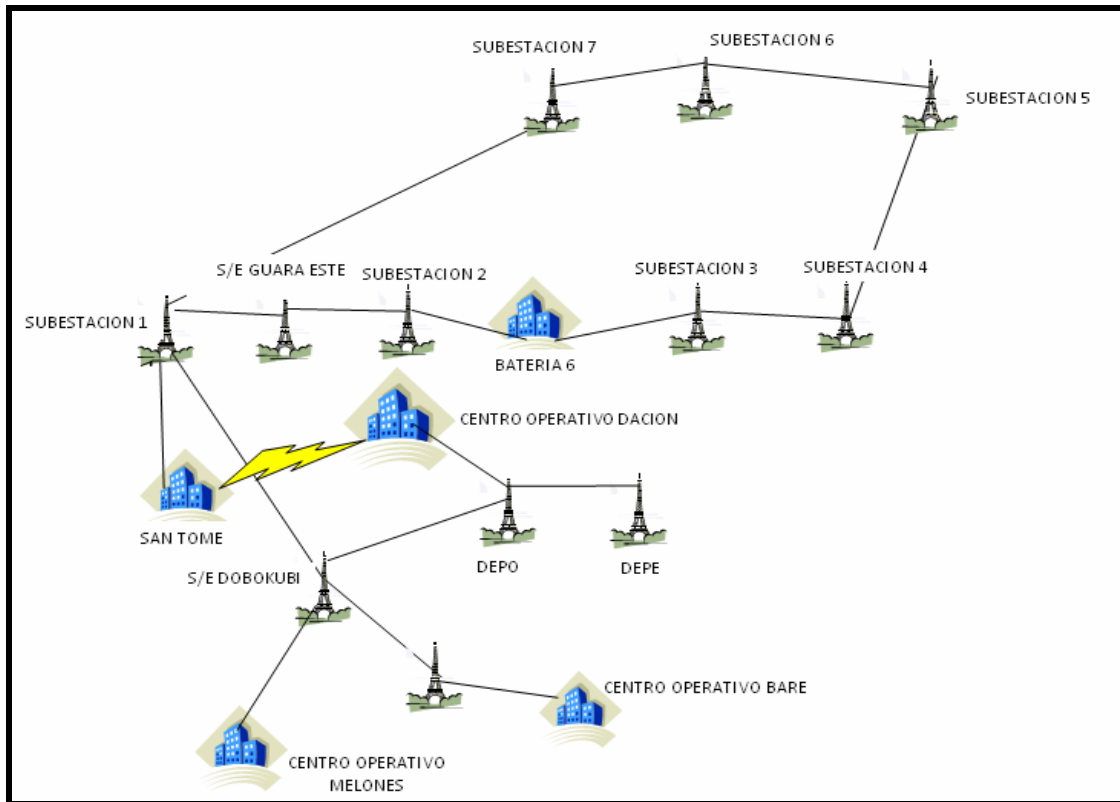 SUBESTACION 7
SUBESTACION 6
SUBESTACION 5
S/E GUARA ESTE
SUBESTACION 2
SUBESTACION 3
SUBESTACION 4
SUBESTACION 1
BATERIA 6
CENTRO OPERATIVO DACION
SAN TOME
S/E DOBOKUBI
DEPO
DEPE
CENTRO OPERATIVO BARE
CENTRO OPERATIVO
MELONES